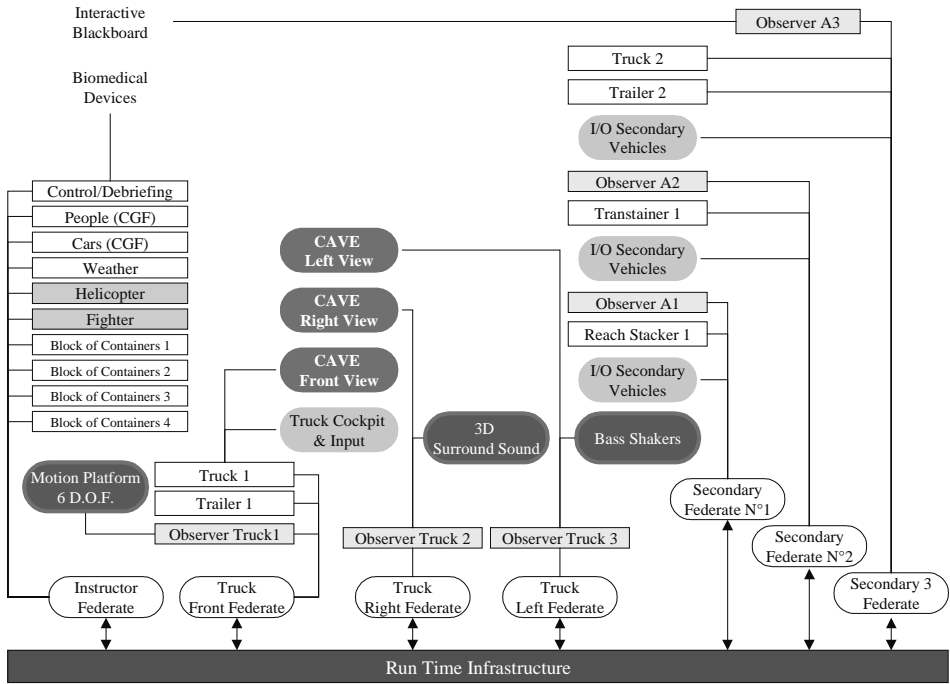 Interactive
Blackboard
Observer A3
Truck 2
Trailer 2
I/O Secondary
Vehicles
Biomedical
Devices
Control/Debriefing
People (CGF)
Cars (CGF)
Weather
Helicopter
Fighter
Block of Containers 1
Block of Containers 2
Block of Containers 3
Block of Containers 4
CAVE
Left View
CAVE
Right View
CAVE
Front View
Truck Cockpit
& Input
3D
Surround Sound
Bass Shakers
Observer A2
Transtainer 1
I/O Secondary
Vehicles
Observer A1
Reach Stacker 1
I/O Secondary
Vehicles
Motion Platform
6 D.O.F.
Truck 1
Trailer 1
Observer Truck1
Observer Truck 2
Observer Truck 3
Secondary
Federate N°1
Secondary
Federate N°2
Secondary 3
Federate
Instructor
Federate
Truck
Front Federate
Truck
Right Federate
Truck
Left Federate
Run Time Infrastructure